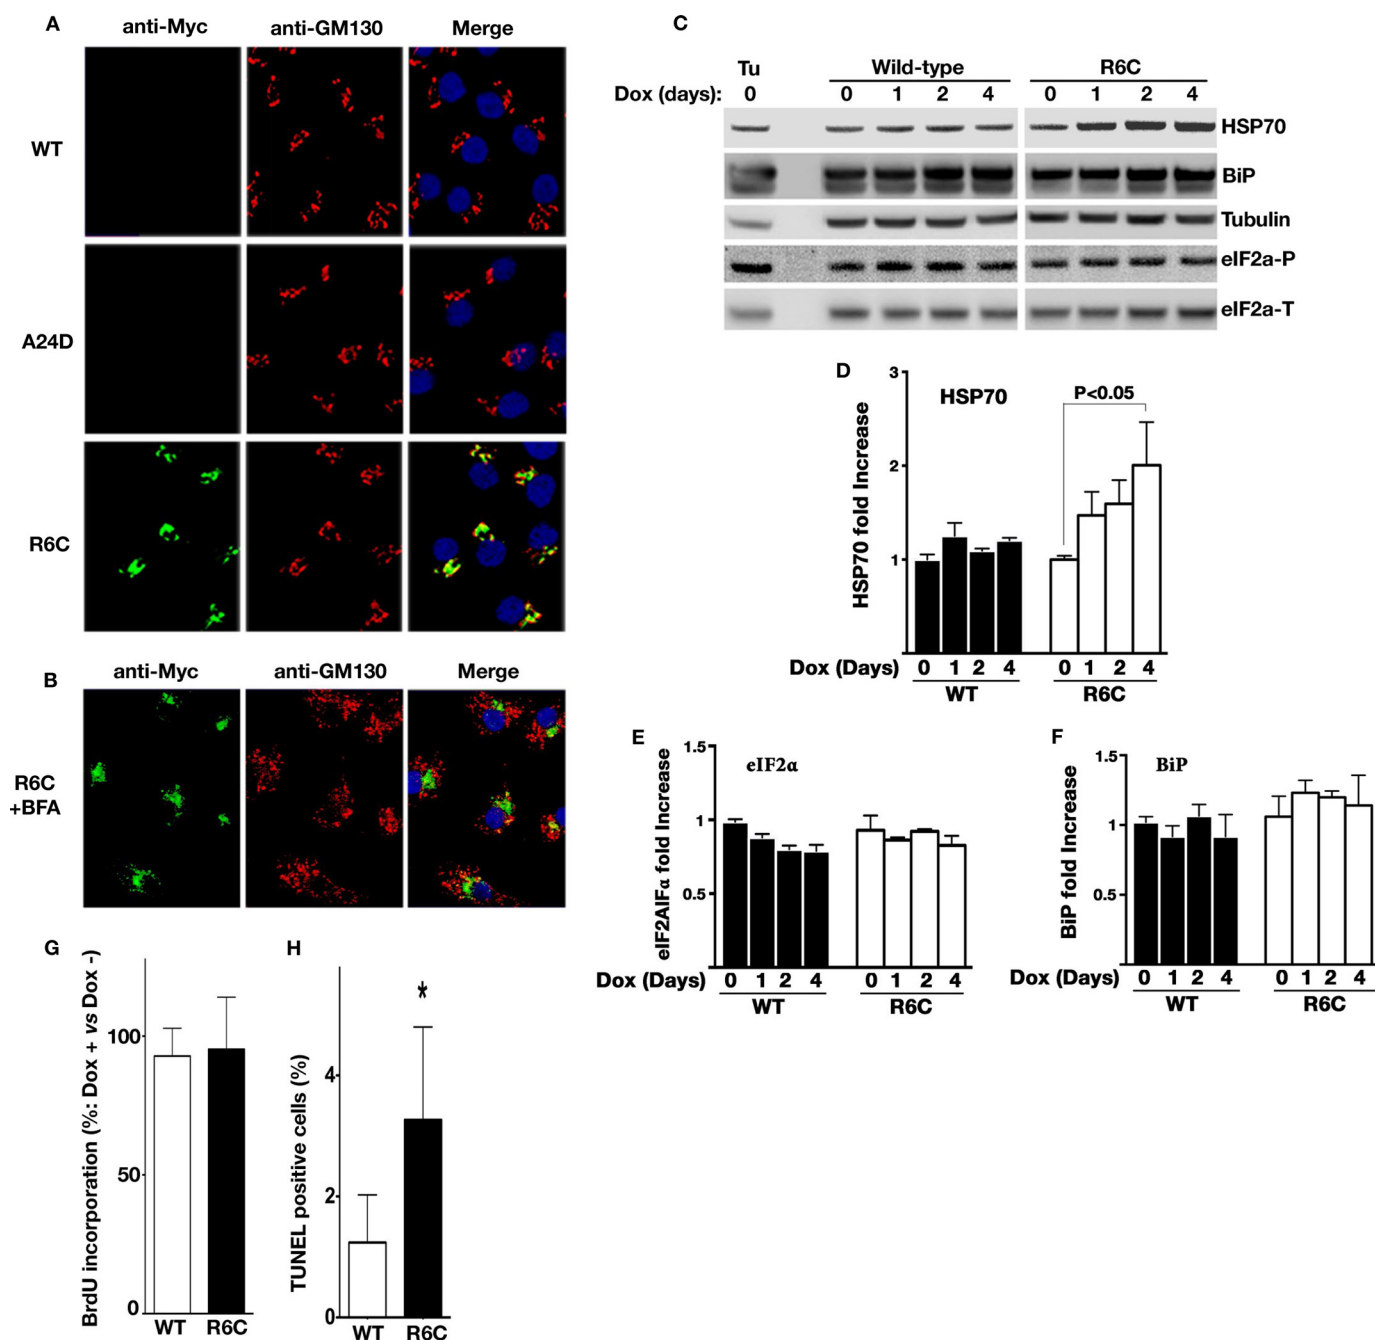 A
anti-Myc anti-GM130 Merge
WT
A24D
R6C
B
anti-Myc anti-GM130 Merge
R6C
+BFA
C
Tu Wild-type R6C
Dox (days): 0 0 1 2 4 0 1 2 4
HSP70
BiP
Tubulin
eIF2a-P
eIF2a-T
D
HSP70
P<0.05
HSP70 fold Increase
3
2
1
Dox (Days) 0 1 2 4 0 1 2 4
WT R6C
E
eIF2α
eIF2AIFα fold Increase
1.5
1
0.5
Dox (Days) 0 1 2 4 0 1 2 4
WT R6C
F
BiP
BiP fold Increase
1.5
1
0.5
Dox (Days) 0 1 2 4 0 1 2 4
WT R6C
G
BrdU incorporation (%: Dox + vs Dox -)
100
50
0
WT R6C
H
*
TUNEL positive cells (%)
4
2
0
WT R6C